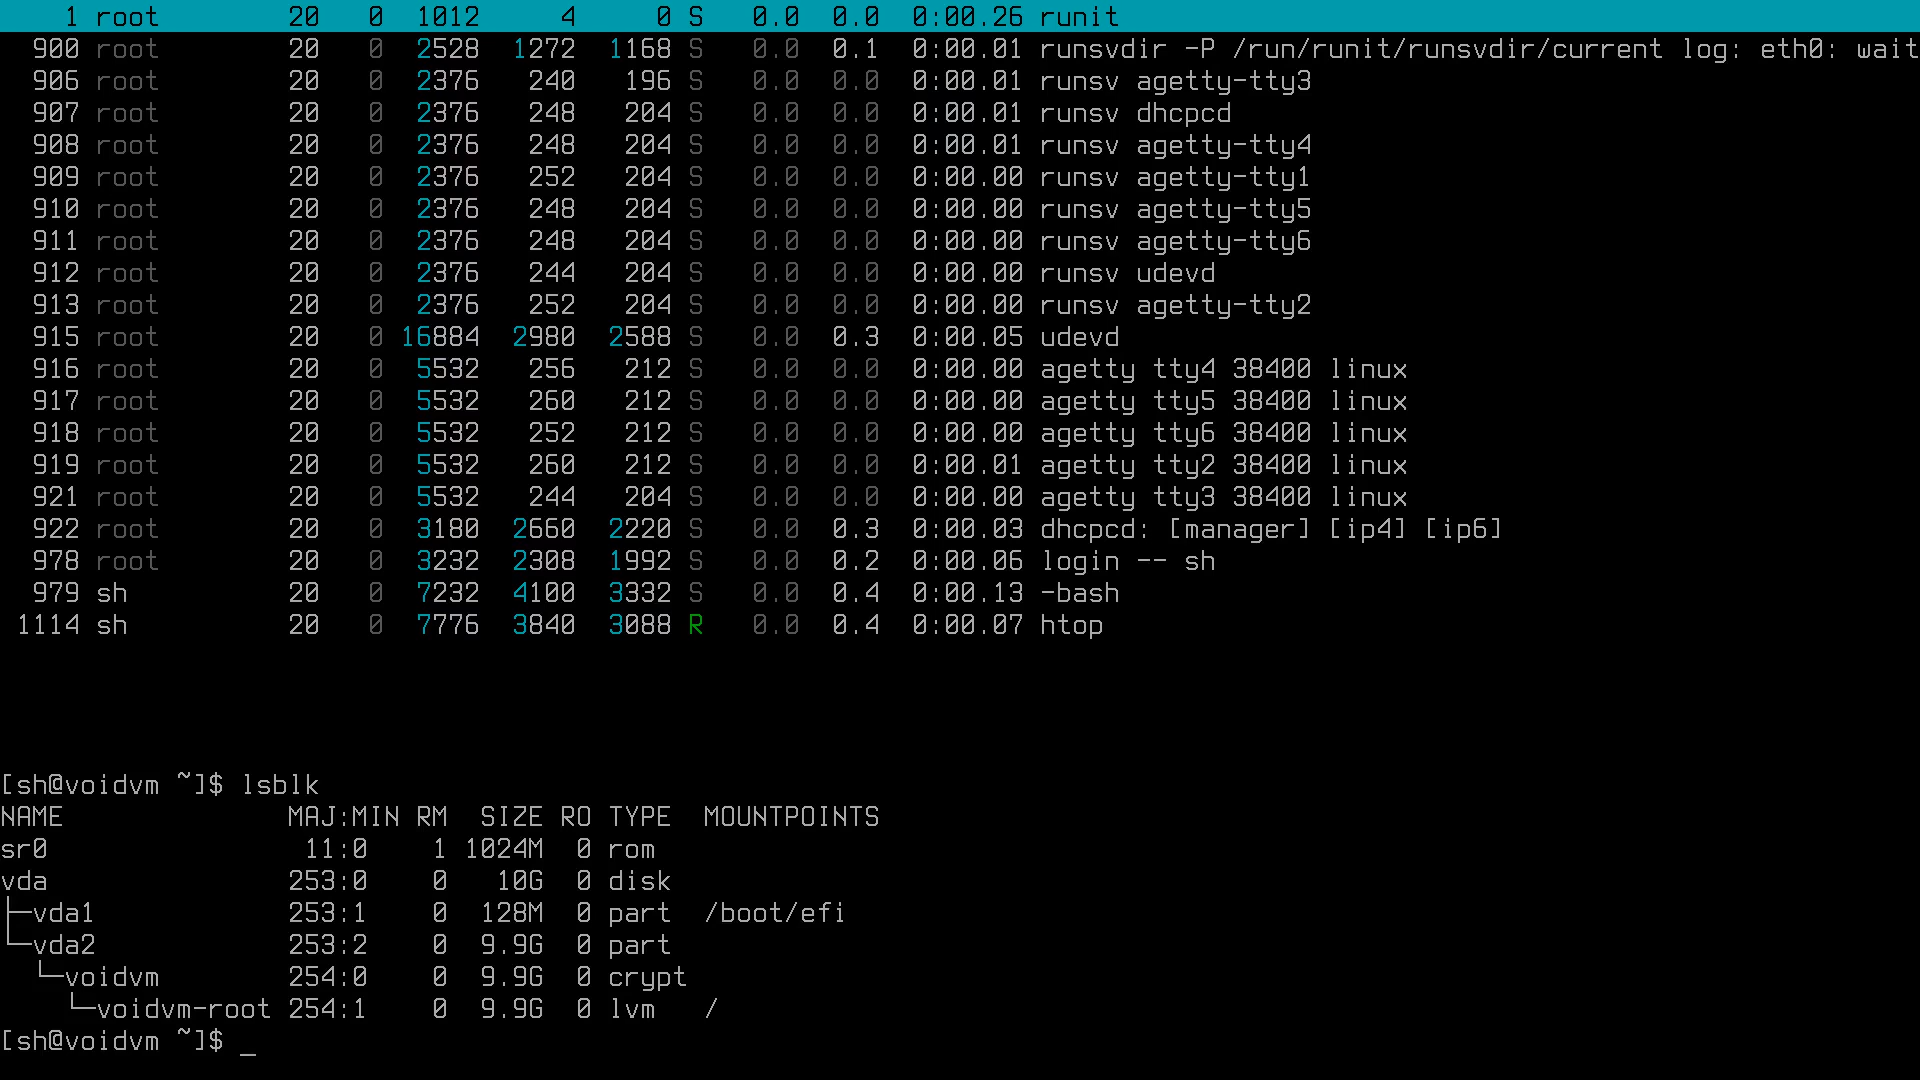 1 root 20 0 1012 4 0 S 0.0 0.0 0:00.26 runit
900 root 20 0 2528 1272 1168 S 0.0 0.1 0:00.01 runsvdir -P /run/runit/runsvdir/current log: eth0: wait
906 root 20 0 2376 240 196 S 0.0 0.0 0:00.01 runsv agetty-tty3
907 root 20 0 2376 248 204 S 0.0 0.0 0:00.01 runsv dhcpcd
908 root 20 0 2376 248 204 S 0.0 0.0 0:00.01 runsv agetty-tty4
909 root 20 0 2376 252 204 S 0.0 0.0 0:00.00 runsv agetty-tty1
910 root 20 0 2376 248 204 S 0.0 0.0 0:00.00 runsv agetty-tty5
911 root 20 0 2376 248 204 S 0.0 0.0 0:00.00 runsv agetty-tty6
912 root 20 0 2376 244 204 S 0.0 0.0 0:00.00 runsv udevd
913 root 20 0 2376 252 204 S 0.0 0.0 0:00.00 runsv agetty-tty2
915 root 20 0 16884 2980 2588 S 0.0 0.3 0:00.05 udevd
916 root 20 0 5532 256 212 S 0.0 0.0 0:00.00 agetty tty4 38400 linux
917 root 20 0 5532 260 212 S 0.0 0.0 0:00.00 agetty tty5 38400 linux
918 root 20 0 5532 252 212 S 0.0 0.0 0:00.00 agetty tty6 38400 linux
919 root 20 0 5532 260 212 S 0.0 0.0 0:00.01 agetty tty2 38400 linux
921 root 20 0 5532 244 204 S 0.0 0.0 0:00.00 agetty tty3 38400 linux
922 root 20 0 3180 2660 2220 S 0.0 0.3 0:00.03 dhcpcd: [manager] [ip4] [ip6]
978 root 20 0 3232 2308 1992 S 0.0 0.2 0:00.06 login -- sh
979 sh 20 0 7232 4100 3332 S 0.0 0.4 0:00.13 -bash
1114 sh 20 0 7776 3840 3088 R 0.0 0.4 0:00.07 htop
[sh@voidvm ~]$ lsblk
NAME MAJ:MIN RM SIZE RO TYPE MOUNTPOINTS
sr0 11:0 1 1024M 0 rom
vda 253:0 0 10G 0 disk
├─vda1 253:1 0 128M 0 part /boot/efi
└─vda2 253:2 0 9.9G 0 part
└─voidvm 254:0 0 9.9G 0 crypt
└─voidvm-root 254:1 0 9.9G 0 lvm /
[sh@voidvm ~]$ _